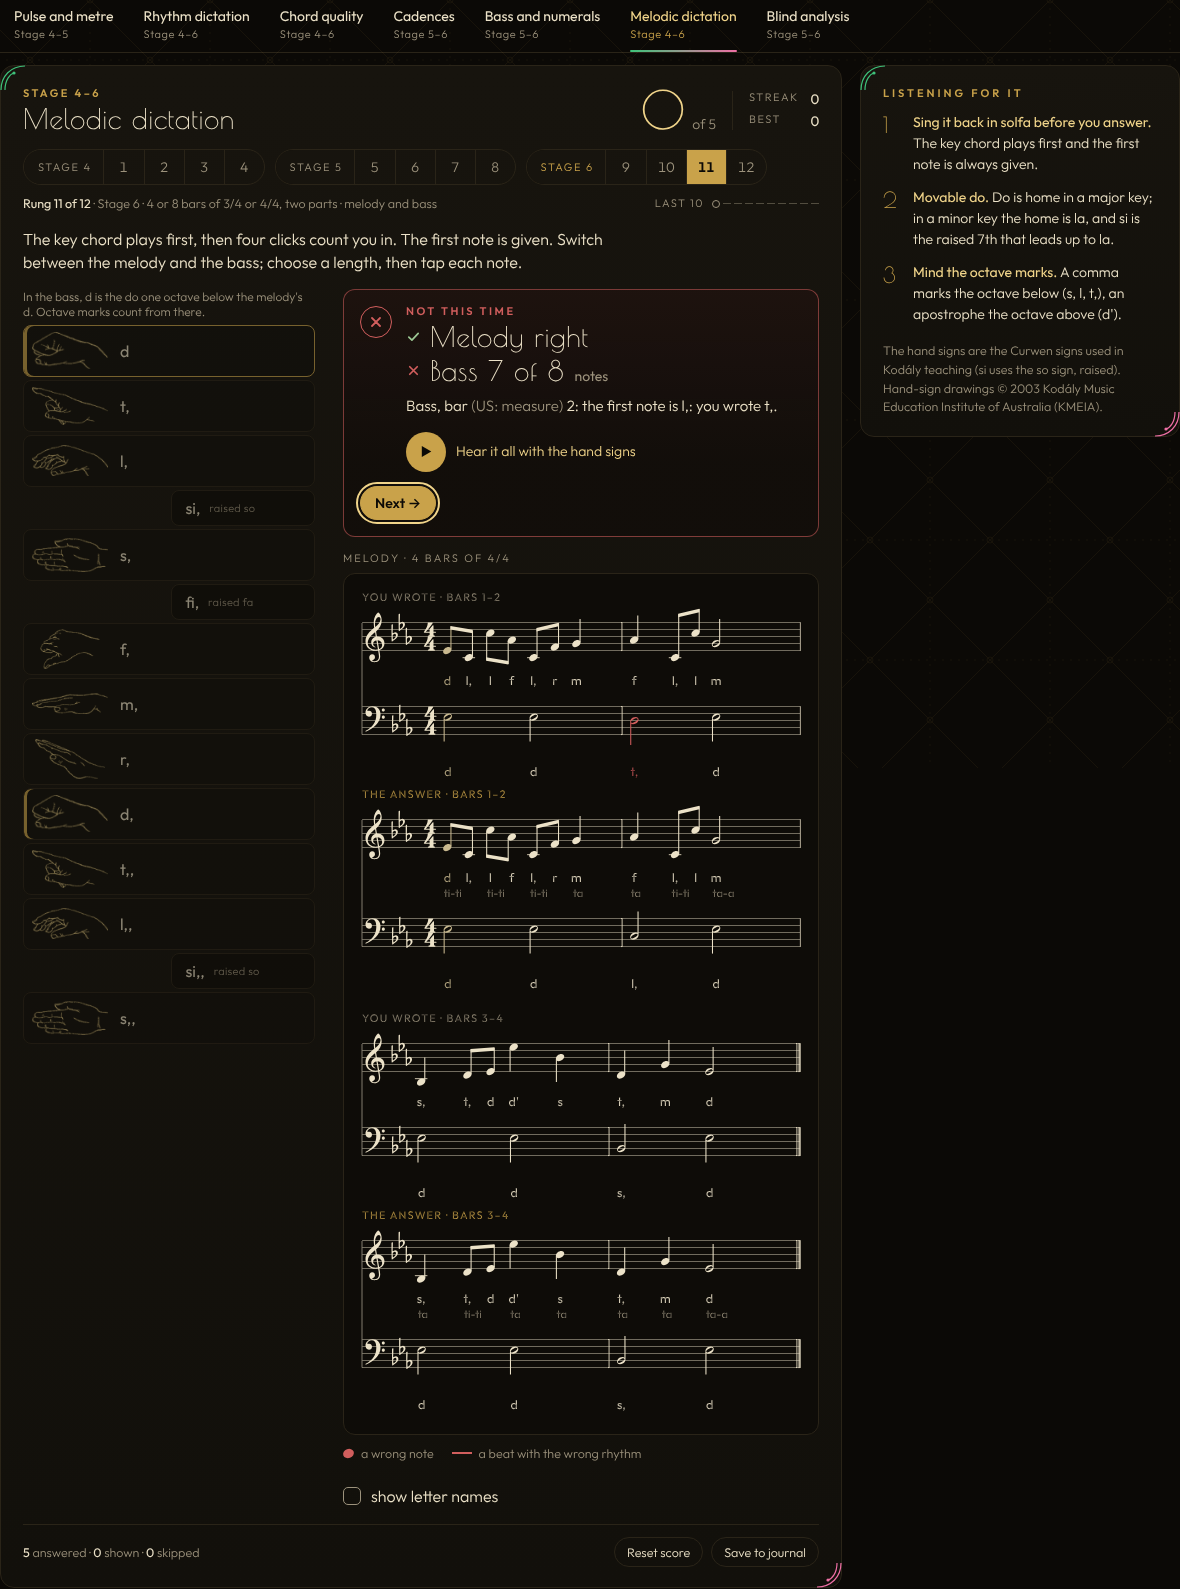 Pulse and metre
Stage 4–5
Rhythm dictation
Stage 4–6
Chord quality
Stage 4–6
Cadences
Stage 5–6
Bass and numerals
Stage 5–6
Melodic dictation
Stage 4–6
Blind analysis
Stage 5–6
STAGE 4–6
Melodic dictation
of 5
STREAK 0
BEST 0
STAGE 4 1 2 3 4
STAGE 5 5 6 7 8
STAGE 6 9 10 11 12
Rung 11 of 12 · Stage 6 · 4 or 8 bars of 3/4 or 4/4, two parts · melody and bass
LAST 10
The key chord plays first, then four clicks count you in. The first note is given. Switch
between the melody and the bass; choose a length, then tap each note.
In the bass, d is the do one octave below the melody's
d. Octave marks count from there.
d
t,
l,
si, raised so
s,
fi, raised fa
f,
m,
r,
d,
t,,
l,,
si,, raised so
s,,
NOT THIS TIME
Melody right
Bass 7 of 8 notes
Bass, bar (US: measure) 2: the first note is l,: you wrote t,.
Hear it all with the hand signs
Next →
MELODY · 4 BARS OF 4/4
YOU WROTE · BARS 1–2
4 4
d l, l f l, r m f l, l m
4 4
d d t, d
THE ANSWER · BARS 1–2
4 4
d l, l f l, r m f l, l m
ti-ti ti-ti ti-ti ta ta ti-ti ta-a
4 4
d d l, d
YOU WROTE · BARS 3–4
s, t, d d' s t, m d
d d s, d
THE ANSWER · BARS 3–4
s, t, d d' s t, m d
ta ti-ti ta ta ta ta ta-a
d d s, d
a wrong note
a beat with the wrong rhythm
show letter names
5 answered · 0 shown · 0 skipped
Reset score
Save to journal
LISTENING FOR IT
1 Sing it back in solfa before you answer.
The key chord plays first and the first
note is always given.
2 Movable do. Do is home in a major key;
in a minor key the home is la, and si is
the raised 7th that leads up to la.
3 Mind the octave marks. A comma
marks the octave below (s, l, t,), an
apostrophe the octave above (d').
The hand signs are the Curwen signs used in
Kodály teaching (si uses the so sign, raised).
Hand-sign drawings © 2003 Kodály Music
Education Institute of Australia (KMEIA).